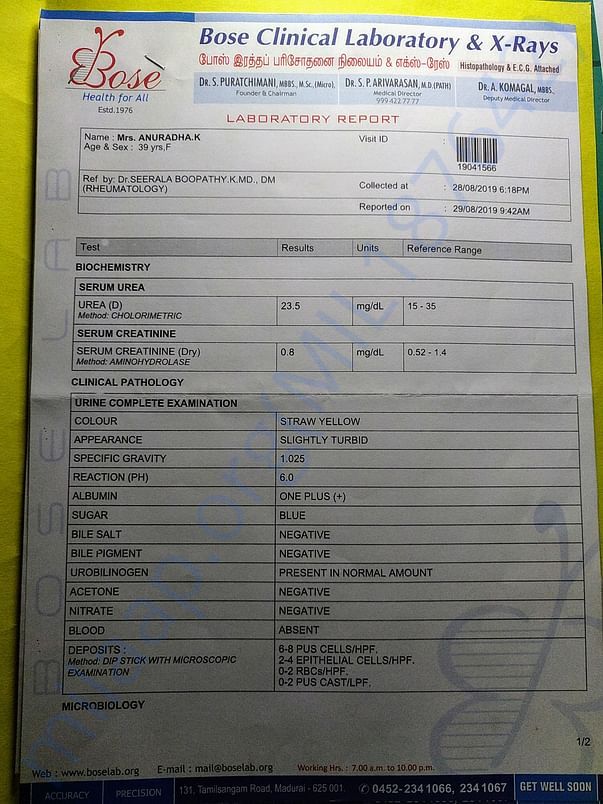 Bose
Health for All
Estd.1976
Bose Clinical Laboratory & X-Rays
போஸ் இரத்தப் பரிசோதனை நிலையம் & எக்ஸ்-ரேஸ்
Histopathology & E.C.G. Attached
DR. S. PURATCHIMANI, MBBS, M.Sc, (Micro),
Founder & Chairman
DR. S. P. ARIVARASAN, M.D.(PATH)
Medical Director
999 422 77 77
DR. A. KOMAGAL, MBBS,
Deputy Medical Director
LABORATORY REPORT
Name : Mrs. ANURADHA.K
Age & Sex : 39 yrs,F
Visit ID :
19041566
Ref by: Dr.SEERALA BOOPATHY.K.MD., DM
(RHEUMATOLOGY)
Collected at : 28/08/2019 6:18PM
Reported on : 29/08/2019 9:42AM
Test Results Units Reference Range
BIOCHEMISTRY
SERUM UREA
UREA (D) 23.5 mg/dL 15 - 35
Method: CHOLORIMETRIC
SERUM CREATININE
SERUM CREATININE (Dry) 0.8 mg/dL 0.52 - 1.4
Method: AMINOHYDROLASE
CLINICAL PATHOLOGY
URINE COMPLETE EXAMINATION
COLOUR STRAW YELLOW
APPEARANCE SLIGHTLY TURBID
SPECIFIC GRAVITY 1.025
REACTION (PH) 6.0
ALBUMIN ONE PLUS (+)
SUGAR BLUE
BILE SALT NEGATIVE
BILE PIGMENT NEGATIVE
UROBILINOGEN PRESENT IN NORMAL AMOUNT
ACETONE NEGATIVE
NITRATE NEGATIVE
BLOOD ABSENT
DEPOSITS : 6-8 PUS CELLS/HPF.
Method: DIP STICK WITH MICROSCOPIC 2-4 EPITHELIAL CELLS/HPF.
EXAMINATION 0-2 RBCs/HPF.
0-2 PUS CAST/LPF.
MICROBIOLOGY
1/2
Web : www.boselab.org E-mail : mail@boselab.org Working Hrs. : 7.00 a.m. to 10.00 p.m.
ACCURACY PRECISION 131, Tamilsangam Road, Madurai - 625 001. 0452-234 1066, 234 1067 GET WELL SOON
BOSE LAB